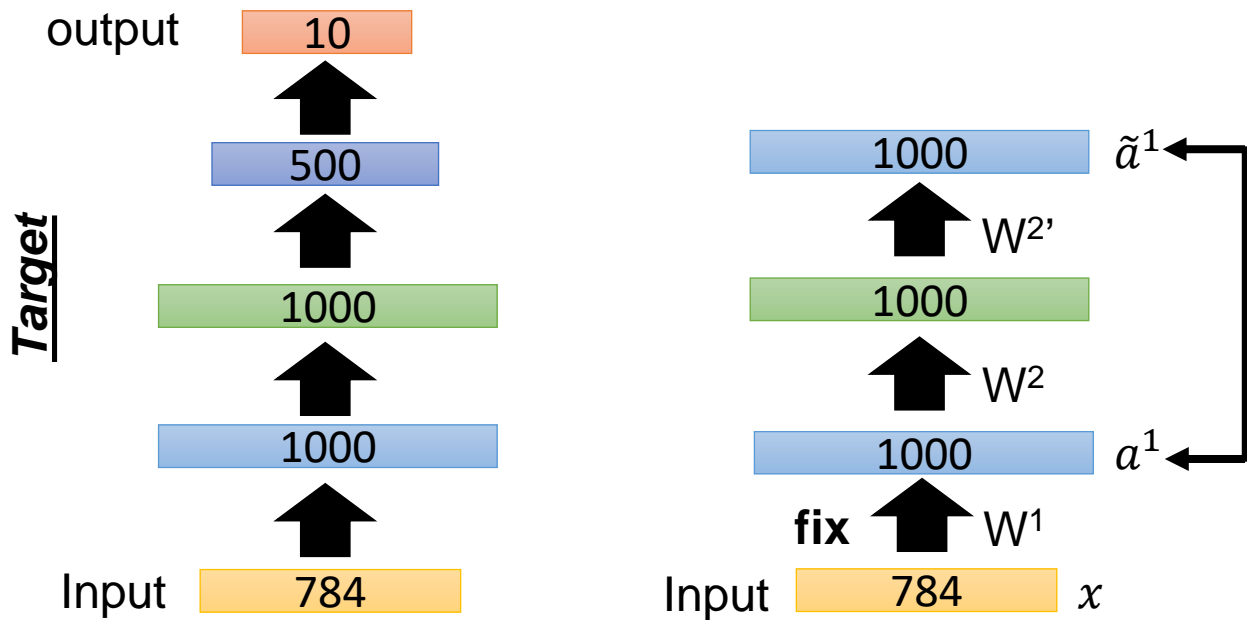 output
10
500
1000
1000
Input
784
Target
1000
ã¹
W²'
1000
W²
1000
a¹
fix
W¹
Input
784
x